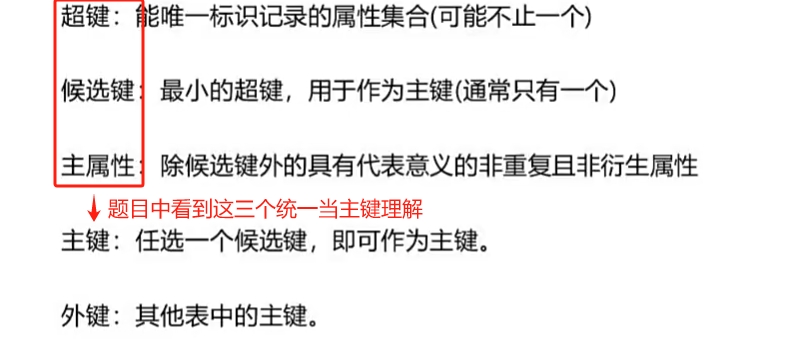 超键：能唯一标识记录的属性集合(可能不止一个)
候选键：最小的超键，用于作为主键(通常只有一个)
主属性：除候选键外的具有代表意义的非重复且非衍生属性
题目中看到这三个统一当主键理解
主键：任选一个候选键，即可作为主键。
外键：其他表中的主键。